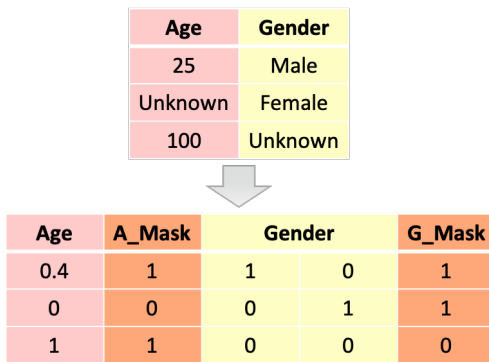 Age Gender
25 Male
Unknown Female
100 Unknown
Age A_Mask Gender G_Mask
0.4 1 1 0 1
0 0 0 1 1
1 1 0 0 0